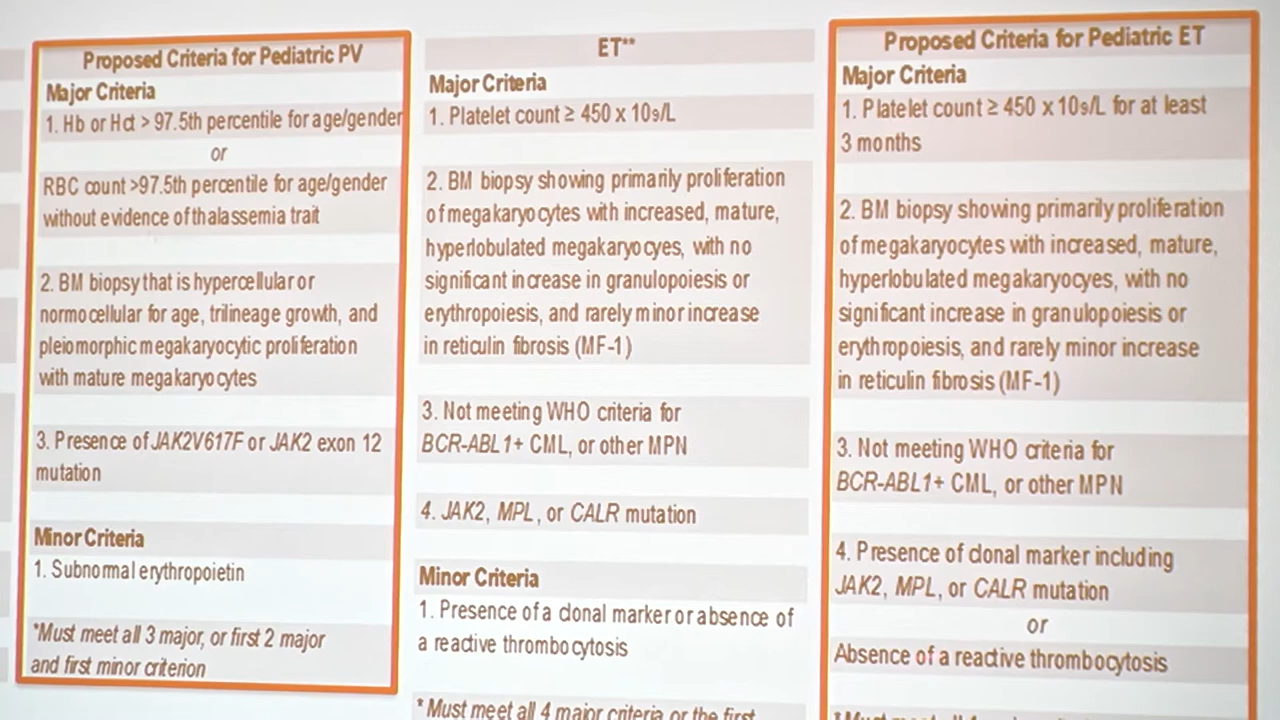 Proposed Criteria for Pediatric PV
Major Criteria
1. Hb or Hct > 97.5th percentile for age/gender
or
RBC count >97.5th percentile for age/gender
without evidence of thalassemia trait
2. BM biopsy that is hypercellular or
normocellular for age, trilineage growth, and
pleiomorphic megakaryocytic proliferation
with mature megakaryocytes
3. Presence of JAK2V617F or JAK2 exon 12
mutation
Minor Criteria
1. Subnormal erythropoietin
*Must meet all 3 major, or first 2 major
and first minor criterion
ET**
Major Criteria
1. Platelet count ≥ 450 x 109/L
2. BM biopsy showing primarily proliferation
of megakaryocytes with increased, mature,
hyperlobulated megakaryocyes, with no
significant increase in granulopoiesis or
erythropoiesis, and rarely minor increase
in reticulin fibrosis (MF-1)
3. Not meeting WHO criteria for
BCR-ABL1+ CML, or other MPN
4. JAK2, MPL, or CALR mutation
Minor Criteria
1. Presence of a clonal marker or absence of
a reactive thrombocytosis
* Must meet all 4 major criteria or the first
Proposed Criteria for Pediatric ET
Major Criteria
1. Platelet count ≥ 450 x 109/L for at least
3 months
2. BM biopsy showing primarily proliferation
of megakaryocytes with increased, mature,
hyperlobulated megakaryocyes, with no
significant increase in granulopoiesis or
erythropoiesis, and rarely minor increase
in reticulin fibrosis (MF-1)
3. Not meeting WHO criteria for
BCR-ABL1+ CML, or other MPN
4. Presence of clonal marker including
JAK2, MPL, or CALR mutation
or
Absence of a reactive thrombocytosis